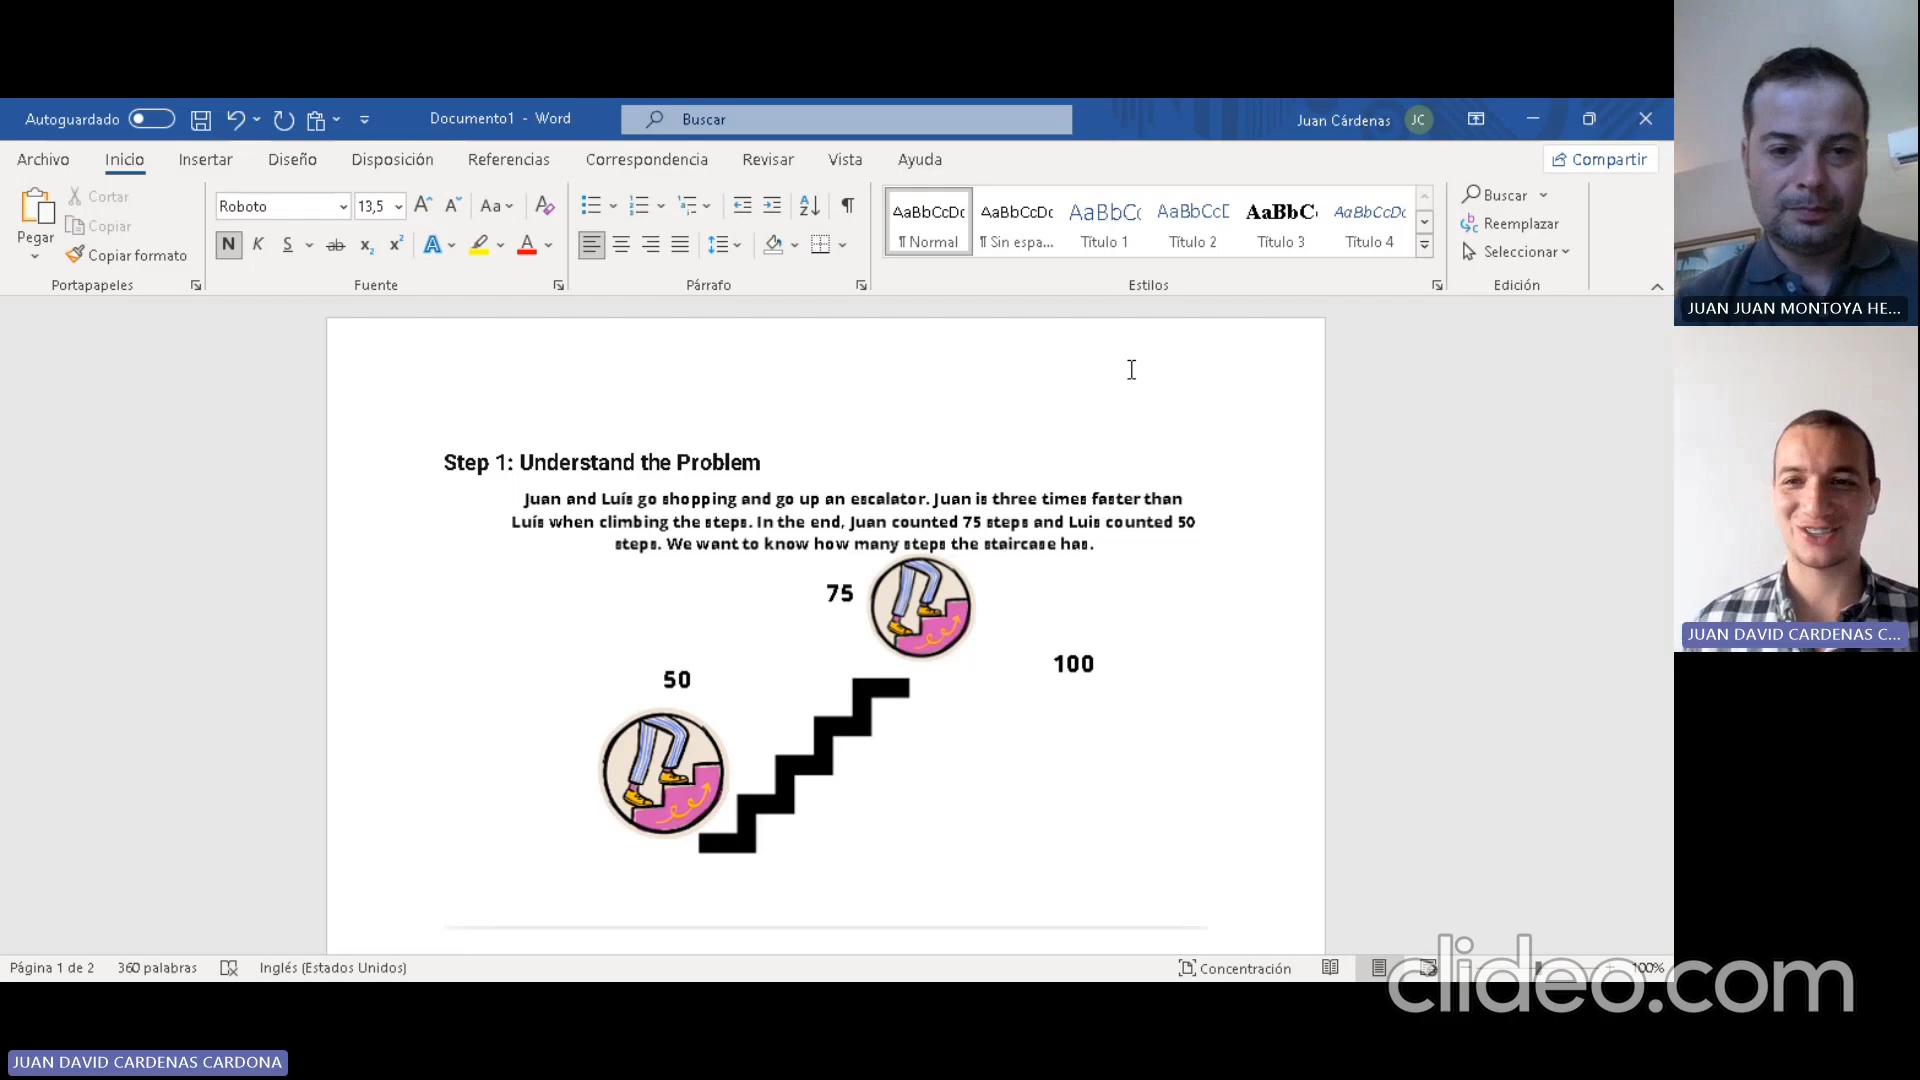 Autoguardado
Documento1 - Word
Buscar
Juan Cárdenas
JC
Archivo
Inicio
Insertar
Diseño
Disposición
Referencias
Correspondencia
Revisar
Vista
Ayuda
Compartir
Pegar
Cortar
Copiar
Copiar formato
Portapapeles
Roboto
13,5
Aa
N K S ab x₂ x²
Fuente
Párrafo
AaBbCcDc
¶ Normal
AaBbCcDc
¶ Sin espa...
AaBbC(
Título 1
AaBbCcE
Título 2
AaBbC
Título 3
AaBbCcDc
Título 4
Estilos
Buscar
Reemplazar
Seleccionar
Edición
Step 1: Understand the Problem
Juan and Luís go shopping and go up an escalator. Juan is three times faster than
Luís when climbing the steps. In the end, Juan counted 75 steps and Luis counted 50
steps. We want to know how many steps the staircase has.
75
100
50
Página 1 de 2
360 palabras
Inglés (Estados Unidos)
Concentración
100%
JUAN JUAN MONTOYA HE...
JUAN DAVID CARDENAS C...
clideo.com
JUAN DAVID CARDENAS CARDONA